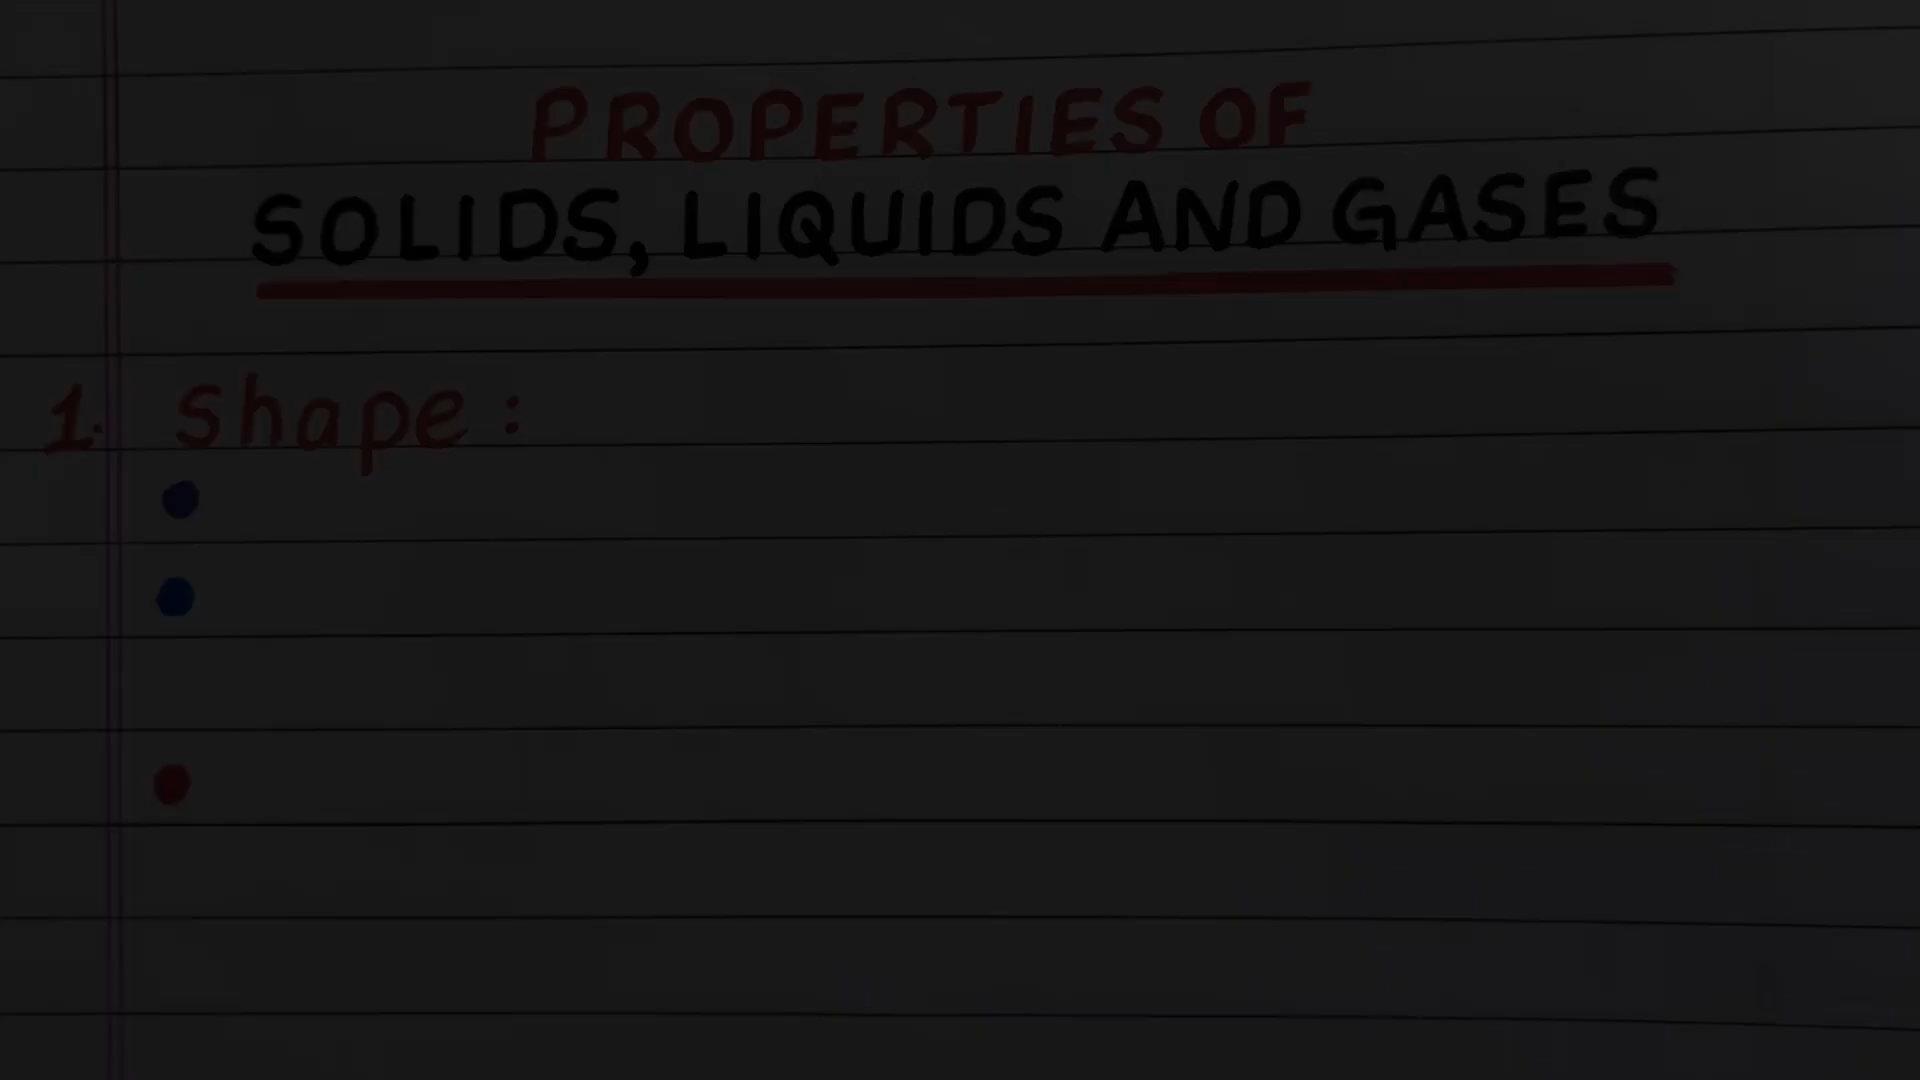 PROPERTIES OF
SOLIDS, LIQUIDS AND GASES
1. Shape :